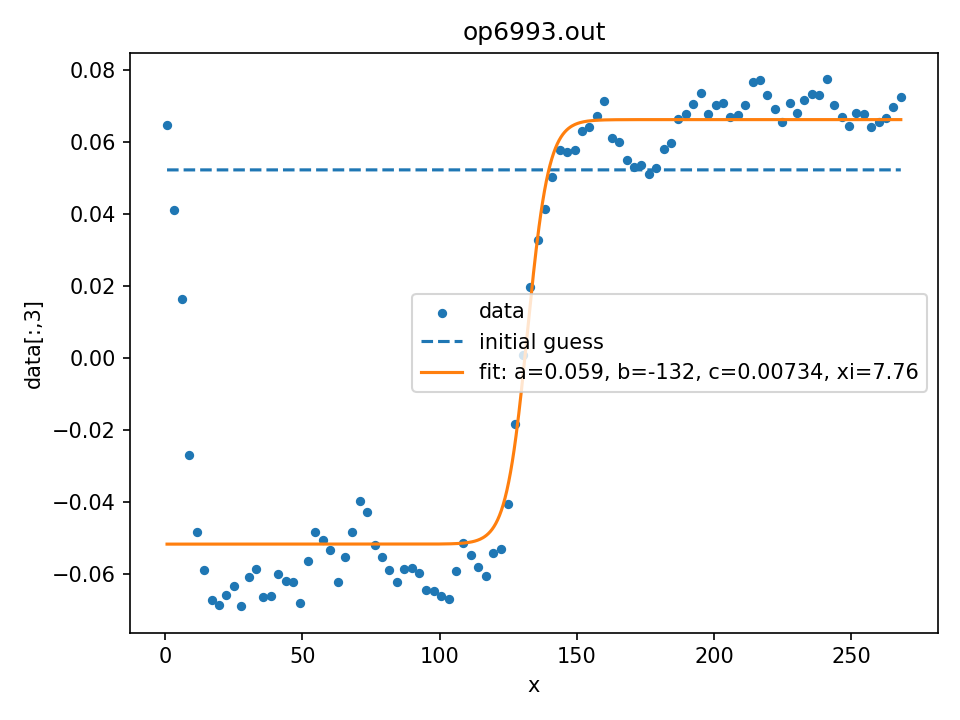 op6993.out
0.08
0.06
0.04
0.02
0.00
−0.02
−0.04
−0.06
data[:,3]
data
initial guess
fit: a=0.059, b=-132, c=0.00734, xi=7.76
0 50 100 150 200 250
x